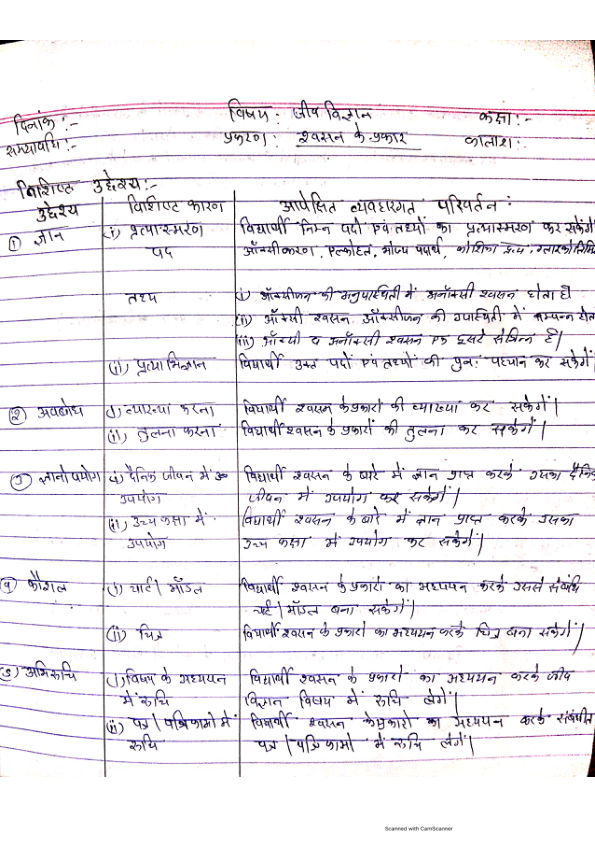 दिनांक :-
विषय : जीव विज्ञान
कक्षा :-
समयावधि :-
प्रकरण : श्वसन के प्रकार
कालांश :-
विशिष्ट उद्देश्य :-
उद्देश्य विशिष्ट कारण अपेक्षित व्यवहारगत परिवर्तन :
① ज्ञान (i) प्रत्यास्मरण विद्यार्थी निम्न पदों एवं तथ्यों का प्रत्यास्मरण कर सकेंगे
पद ऑक्सीकरण, एल्कोहल, भोज्य पदार्थ, कोशिका द्रव्य,
तथ्य (i) ऑक्सीजन की अनुपस्थिती में अनॉक्सी श्वसन होता है
(ii) ऑक्सी श्वसन, ऑक्सीजन की उपस्थिती में सम्पन्न होता
(iii) ऑक्सी व अनॉक्सी श्वसन एक दूसरे से भिन्न है।
(ii) प्रत्याभिज्ञान विद्यार्थी उक्त पदों एवं तथ्यों की पुनः पहचान कर सकेंगे।
② अवबोध (i) व्याख्या करना विद्यार्थी श्वसन के प्रकारों की व्याख्या कर सकेंगे।
(ii) तुलना करना विद्यार्थी श्वसन के प्रकारों की तुलना कर सकेंगे।
③ ज्ञानोपयोग (i) दैनिक जीवन में विद्यार्थी श्वसन के बारे में ज्ञान प्राप्त करके उसका दैनिक
उपयोग जीवन में उपयोग कर सकेंगे।
(ii) उच्च कक्षा में विद्यार्थी श्वसन के बारे में ज्ञान प्राप्त करके उसका
उपयोग उच्च कक्षा में उपयोग कर सकेंगे।
④ कौशल (i) चार्ट / मॉडल विद्यार्थी श्वसन के प्रकारों का अध्ययन करके उससे संबंधि
चार्ट / मॉडल बना सकेंगे।
(ii) चित्र विद्यार्थी श्वसन के प्रकारों का अध्ययन करके चित्र बना सकेंगे।
⑤ अभिरूचि (i) विषय के अध्ययन विद्यार्थी श्वसन के प्रकारों का अध्ययन करके जीव
में रूचि विज्ञान विषय में रूचि लेंगे।
(ii) पत्र / पत्रिकाओं में विद्यार्थी श्वसन के प्रकारों का अध्ययन करके संबंधीत
रूचि पत्र / पत्रिकाओं में रूचि लेंगे।
Scanned with CamScanner